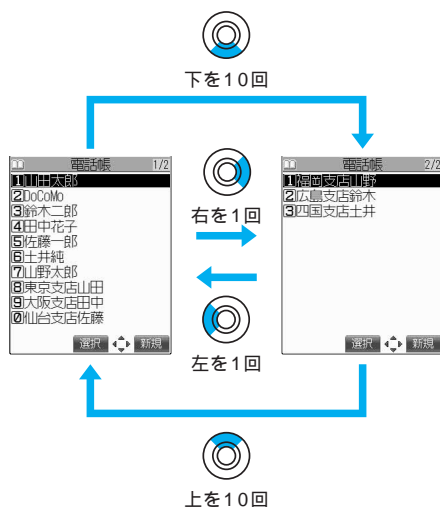 下を10回
電話帳 1/2
1山田太郎
2DoCoMo
3鈴木二郎
4田中花子
5佐藤一郎
6土井純
7山野太郎
8東京支店山田
9大阪支店田中
0仙台支店佐藤
選択 新規
右を1回
左を1回
電話帳 2/2
1福岡支店山野
2広島支店鈴木
3四国支店土井
選択 新規
上を10回